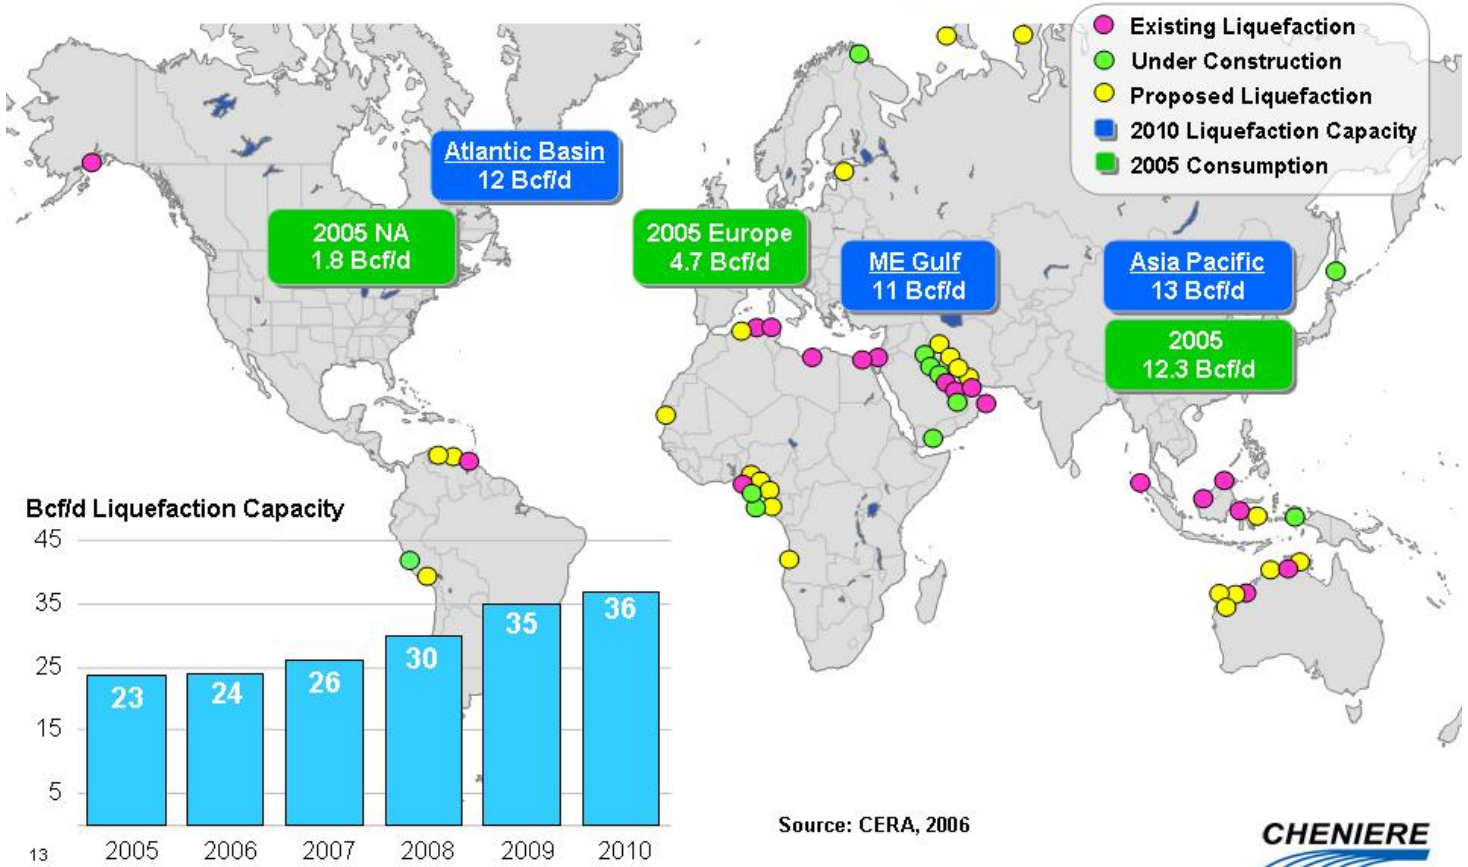 Existing Liquefaction
Under Construction
Proposed Liquefaction
2010 Liquefaction Capacity
2005 Consumption
Atlantic Basin
12 Bcf/d
2005 NA
1.8 Bcf/d
2005 Europe
4.7 Bcf/d
ME Gulf
11 Bcf/d
Asia Pacific
13 Bcf/d
2005
12.3 Bcf/d
Bcf/d Liquefaction Capacity
45
35
25
15
5
23
24
26
30
35
36
2005
2006
2007
2008
2009
2010
Source: CERA, 2006
CHENIERE
13